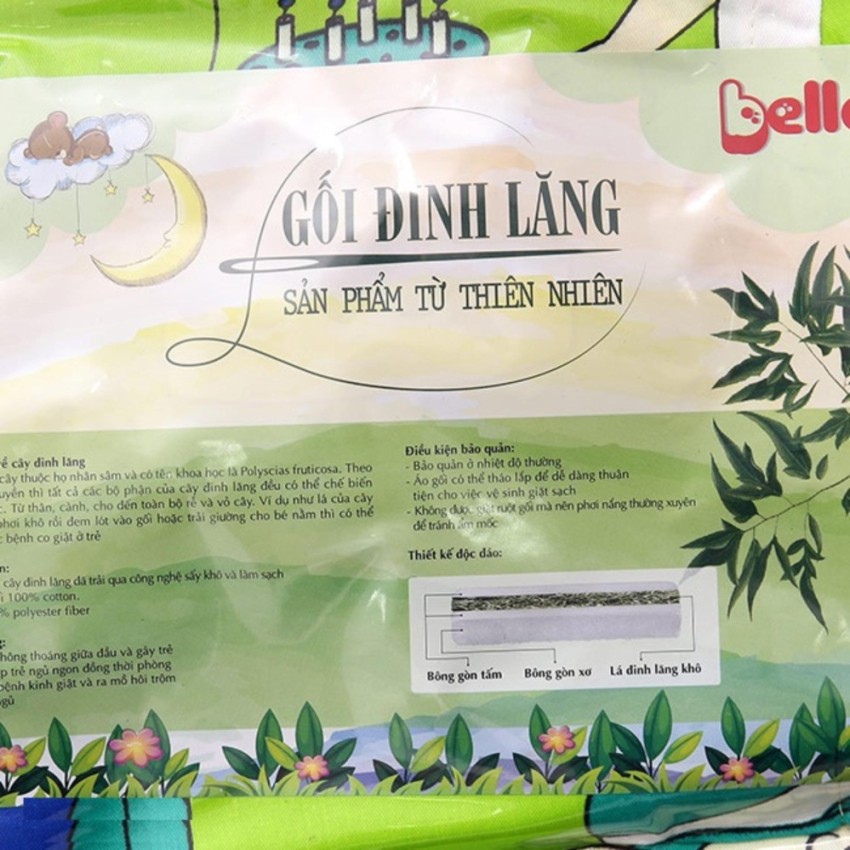 bello
GỐI ĐINH LĂNG
SẢN PHẨM TỪ THIÊN NHIÊN
về cây đinh lăng
cây thuộc họ nhân sâm và có tên khoa học là Polyscias fruticosa. Theo
thì tất cả các bộ phận của cây đinh lăng đều có thể chế biến
Từ thân, cành, cho đến toàn bộ rễ và vỏ cây. Ví dụ như lá của cây
phơi khô rồi đem lót vào gối hoặc trải giường cho bé nằm thì có thể
bệnh co giật ở trẻ
cây đinh lăng đã trải qua công nghệ sấy khô và làm sạch
100% cotton.
% polyester fiber
thông thoáng giữa đầu và gáy trẻ
trẻ ngủ ngon đồng thời phòng
bệnh kinh giật và ra mồ hôi trộm
ngủ
Điều kiện bảo quản:
- Bảo quản ở nhiệt độ thường
- Áo gối có thể tháo lắp để dễ dàng thuận
tiện cho việc vệ sinh giặt sạch
- Không được giặt ruột gối mà nên phơi nắng thường xuyên
để tránh ẩm mốc
Thiết kế độc đáo:
Bông gòn tấm
Bông gòn xơ
Lá đinh lăng khô